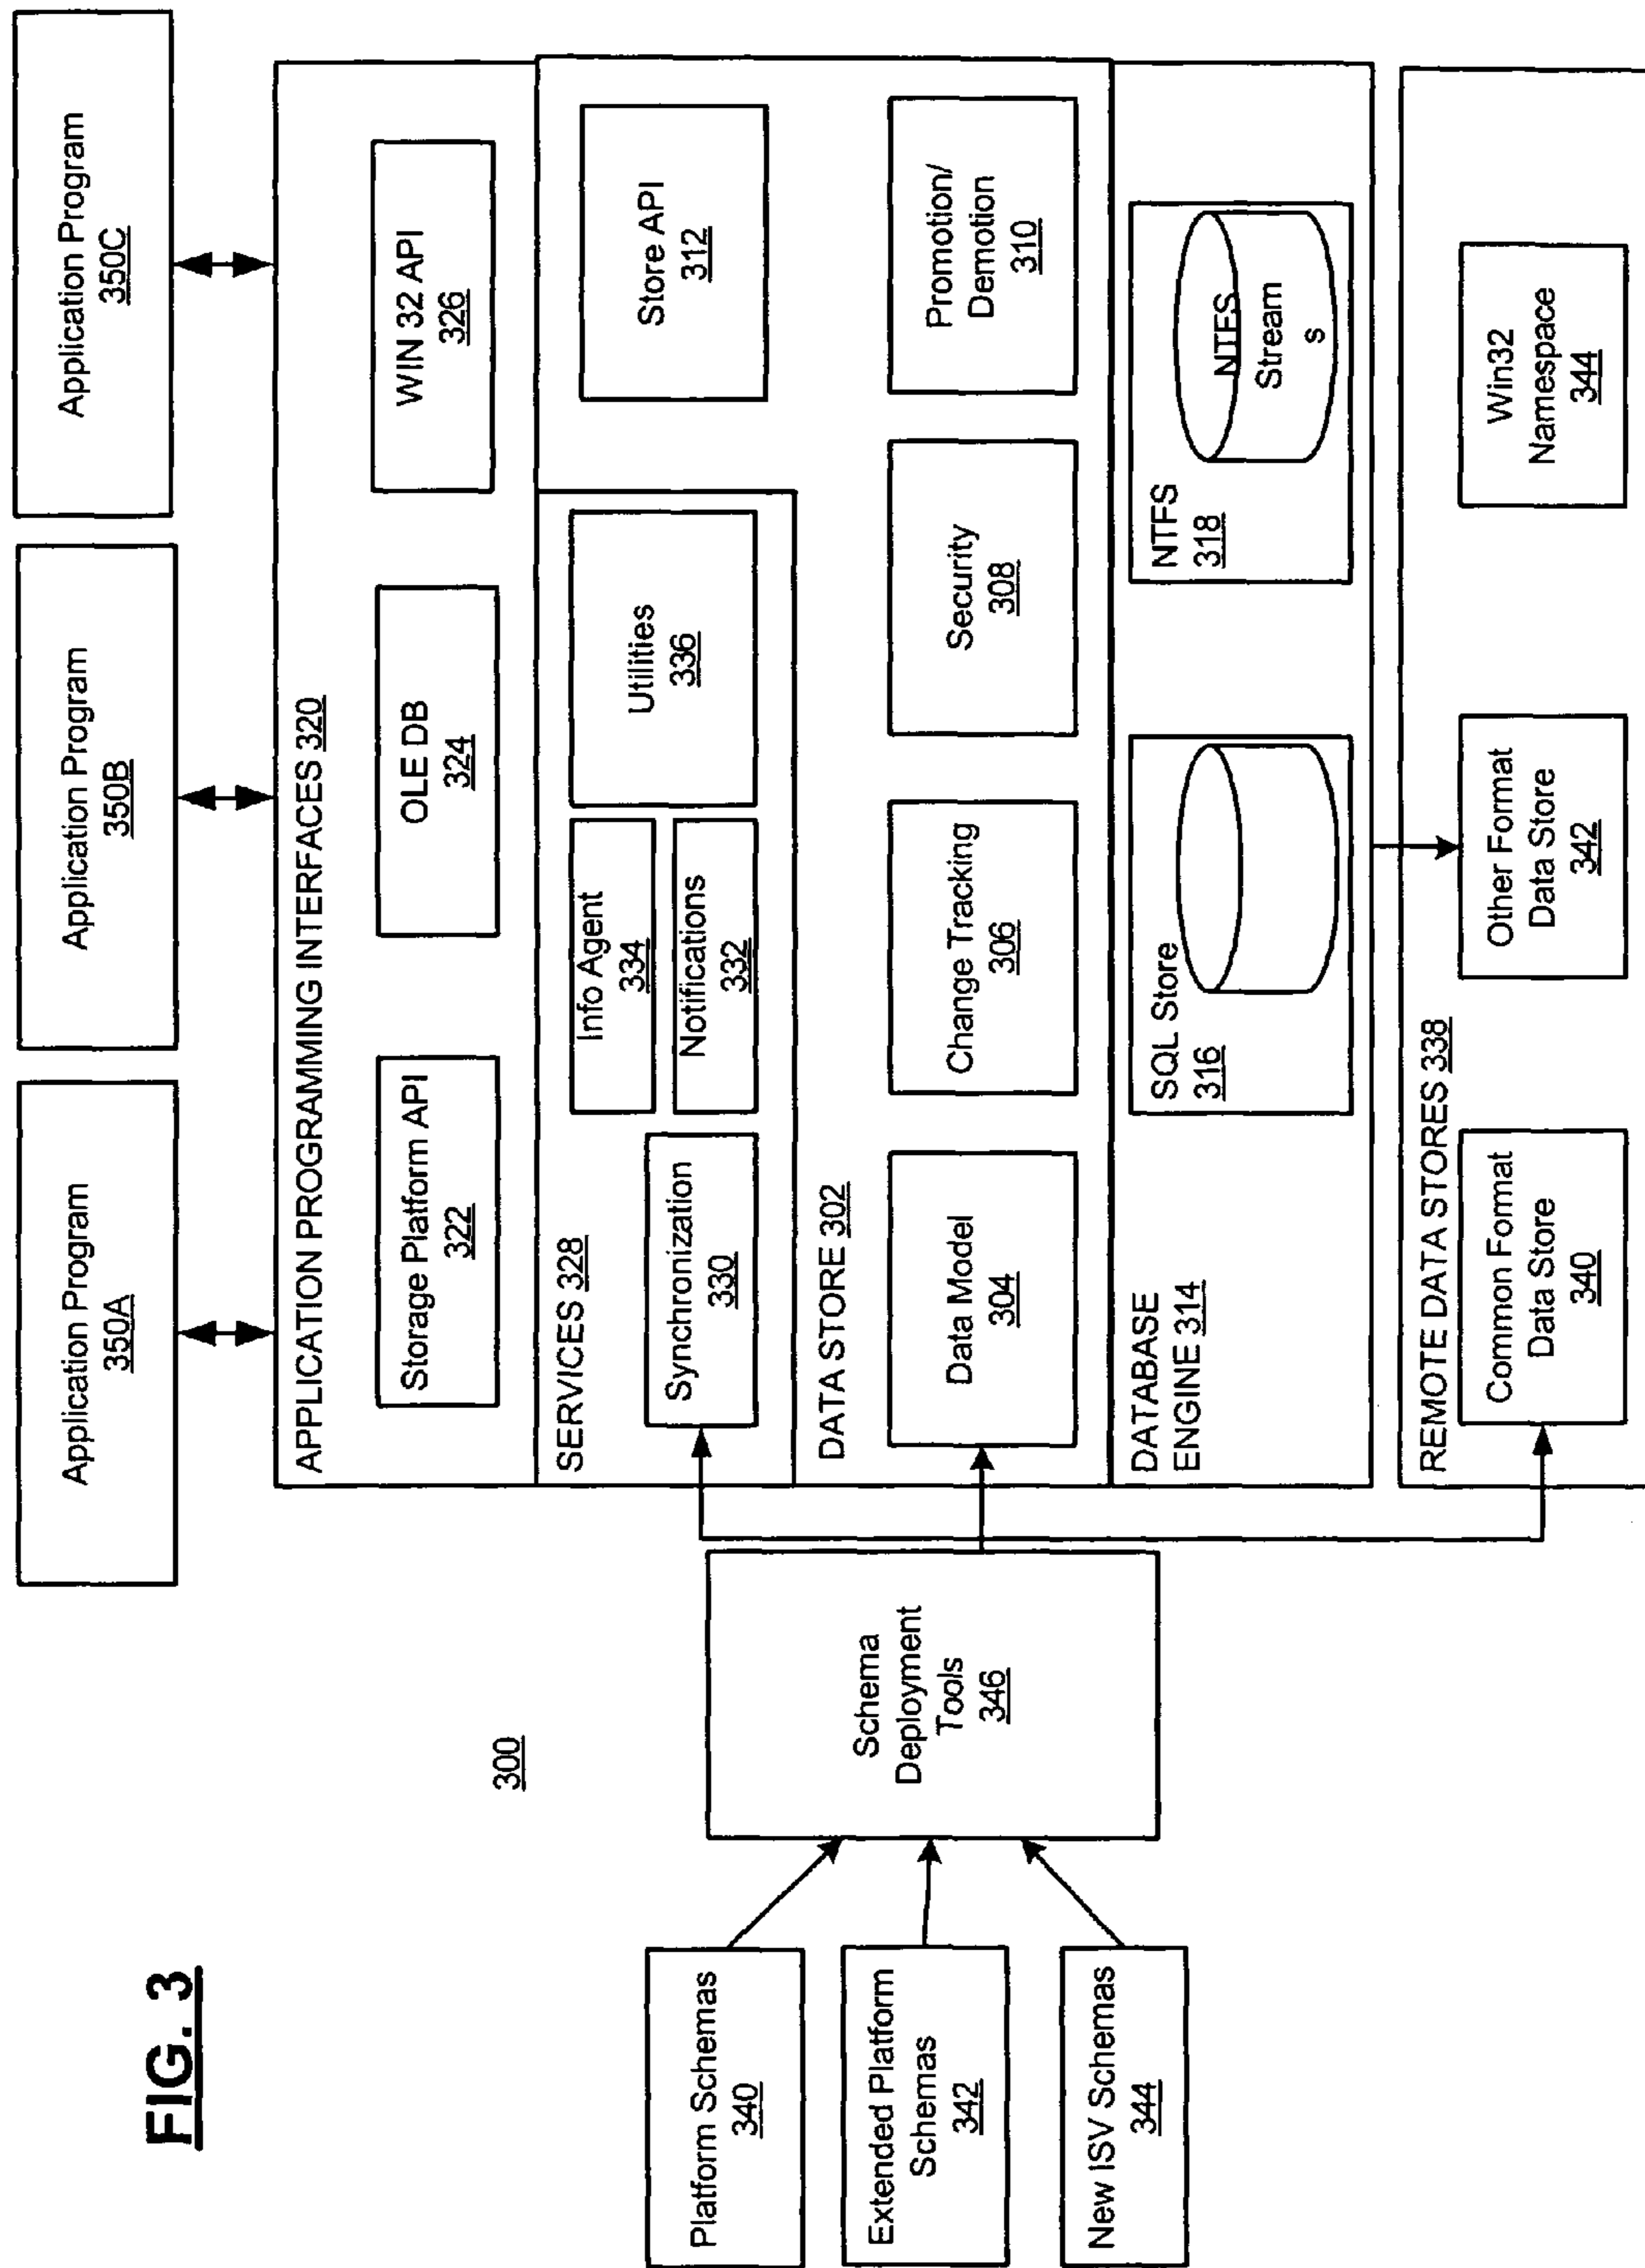 FIG. 3
300
Application Program
350A
Application Program
350B
Application Program
350C
APPLICATION PROGRAMMING INTERFACES 320
Storage Platform API
322
OLE DB
324
WIN 32 API
326
SERVICES 328
Synchronization
330
Info Agent
334
Notifications
332
Utilities
336
Store API
312
DATA STORE 302
Data Model
304
Change Tracking
306
Security
308
Promotion/
Demotion
310
DATABASE
ENGINE 314
SQL Store
316
NTFS
318
NTFS
Stream
s
REMOTE DATA STORES 338
Common Format
Data Store
340
Other Format
Data Store
342
Win32
Namespace
344
Schema
Deployment
Tools
346
Platform Schemas
340
Extended Platform
Schemas
342
New ISV Schemas
344